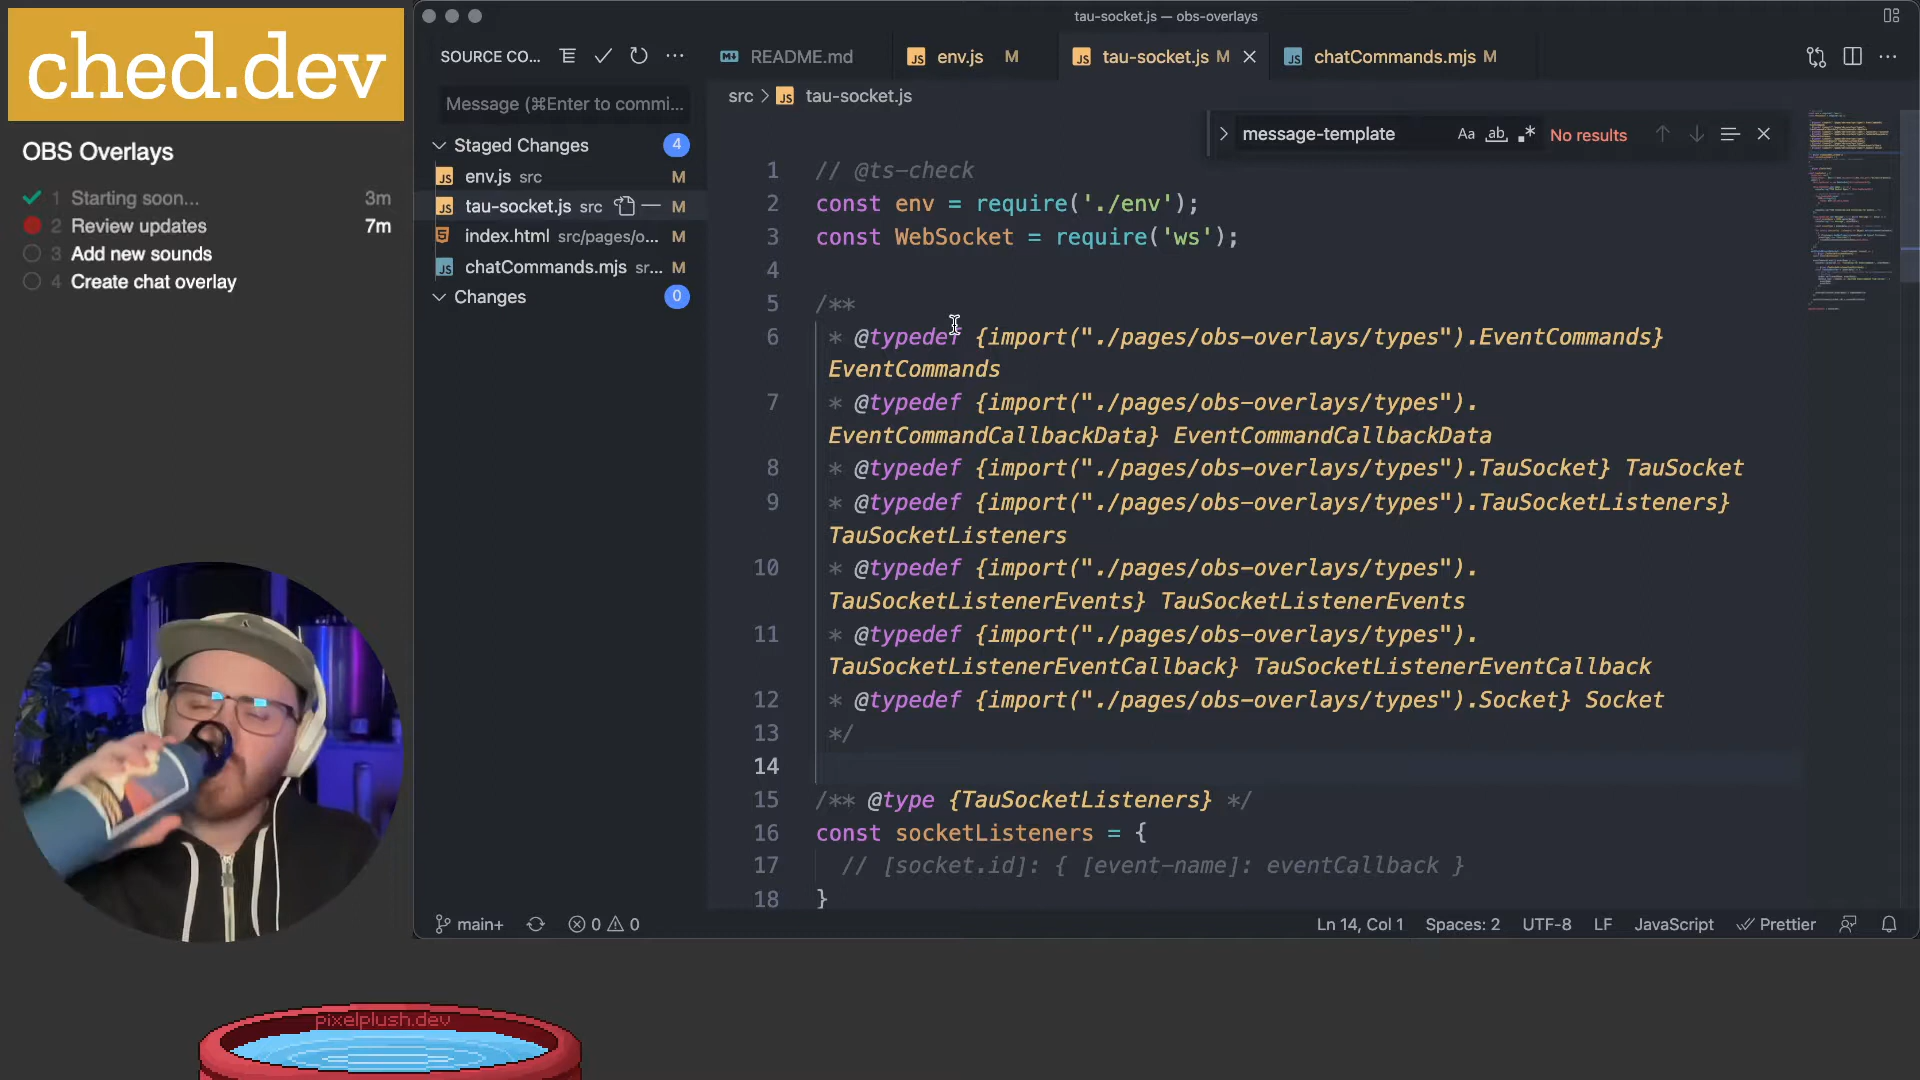 ched.dev
OBS Overlays
1 Starting soon... 3m
2 Review updates 7m
3 Add new sounds
4 Create chat overlay
tau-socket.js — obs-overlays
SOURCE CO...
README.md
env.js M
tau-socket.js M
chatCommands.mjs M
Message (⌘Enter to commi...
Staged Changes 4
env.js src M
tau-socket.js src M
index.html src/pages/o... M
chatCommands.mjs sr... M
Changes 0
src > tau-socket.js
message-template Aa ab No results
1 // @ts-check
2 const env = require('./env');
3 const WebSocket = require('ws');
4
5 /**
6 * @typedef {import("./pages/obs-overlays/types").EventCommands}
EventCommands
7 * @typedef {import("./pages/obs-overlays/types").
EventCommandCallbackData} EventCommandCallbackData
8 * @typedef {import("./pages/obs-overlays/types").TauSocket} TauSocket
9 * @typedef {import("./pages/obs-overlays/types").TauSocketListeners}
TauSocketListeners
10 * @typedef {import("./pages/obs-overlays/types").
TauSocketListenerEvents} TauSocketListenerEvents
11 * @typedef {import("./pages/obs-overlays/types").
TauSocketListenerEventCallback} TauSocketListenerEventCallback
12 * @typedef {import("./pages/obs-overlays/types").Socket} Socket
13 */
14
15 /** @type {TauSocketListeners} */
16 const socketListeners = {
17 // [socket.id]: { [event-name]: eventCallback }
18 }
main+ 0 0
Ln 14, Col 1 Spaces: 2 UTF-8 LF JavaScript Prettier
pixelplush.dev